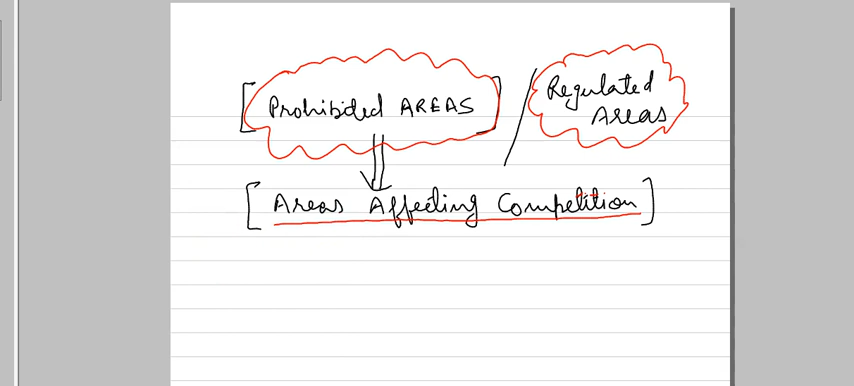 [ Prohibited AREAS ] / Regulated
Areas
[ Areas Affecting Competition ]